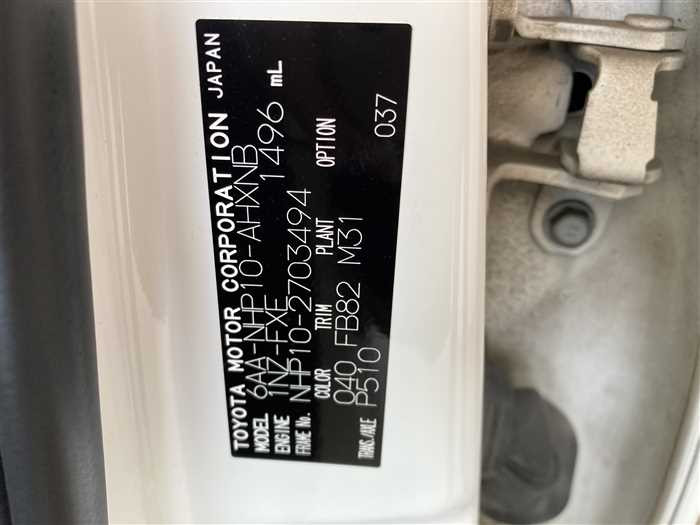 TOYOTA MOTOR CORPORATION JAPAN
MODEL 6AA-NHP10-AHXNB
ENGINE 1NZ-FXE 1496 mL
FRAME No. NHP10-2703494
COLOR TRIM PLANT OPTION
040 FB82 M31 037
TRANS/AXLE P510